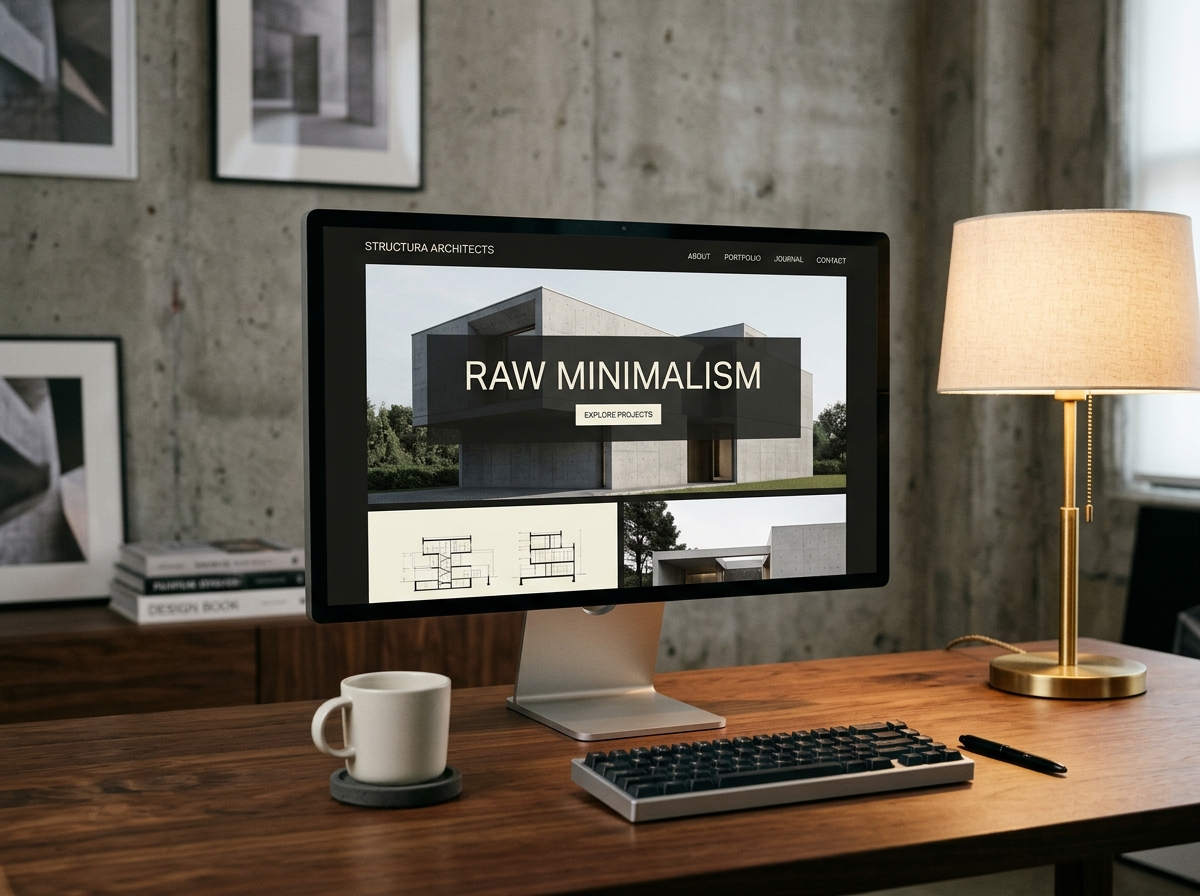 STRUCTURA ARCHITECTS
ABOUT PORTFOLIO JOURNAL CONTACT
RAW MINIMALISM
EXPLORE PROJECTS
DESIGN BOOK